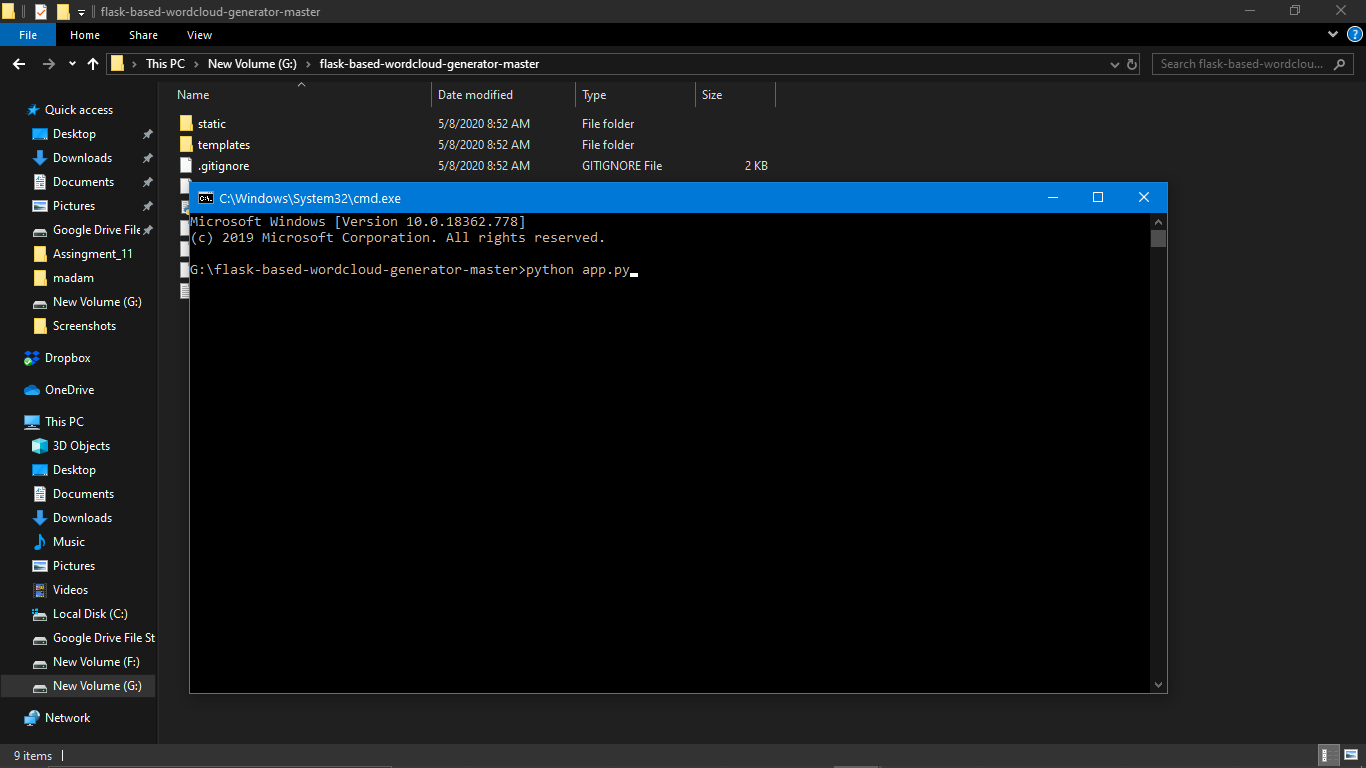 flask-based-wordcloud-generator-master
File Home Share View
This PC New Volume (G:) flask-based-wordcloud-generator-master
Search flask-based-wordclou...
Name Date modified Type Size
Quick access
Desktop
Downloads
Documents
Pictures
Google Drive File
Assingment_11
madam
New Volume (G:)
Screenshots
Dropbox
OneDrive
This PC
3D Objects
Desktop
Documents
Downloads
Music
Pictures
Videos
Local Disk (C:)
Google Drive File St
New Volume (F:)
New Volume (G:)
Network
static 5/8/2020 8:52 AM File folder
templates 5/8/2020 8:52 AM File folder
.gitignore 5/8/2020 8:52 AM GITIGNORE File 2 KB
C:\Windows\System32\cmd.exe
Microsoft Windows [Version 10.0.18362.778]
(c) 2019 Microsoft Corporation. All rights reserved.
G:\flask-based-wordcloud-generator-master>python app.py
9 items